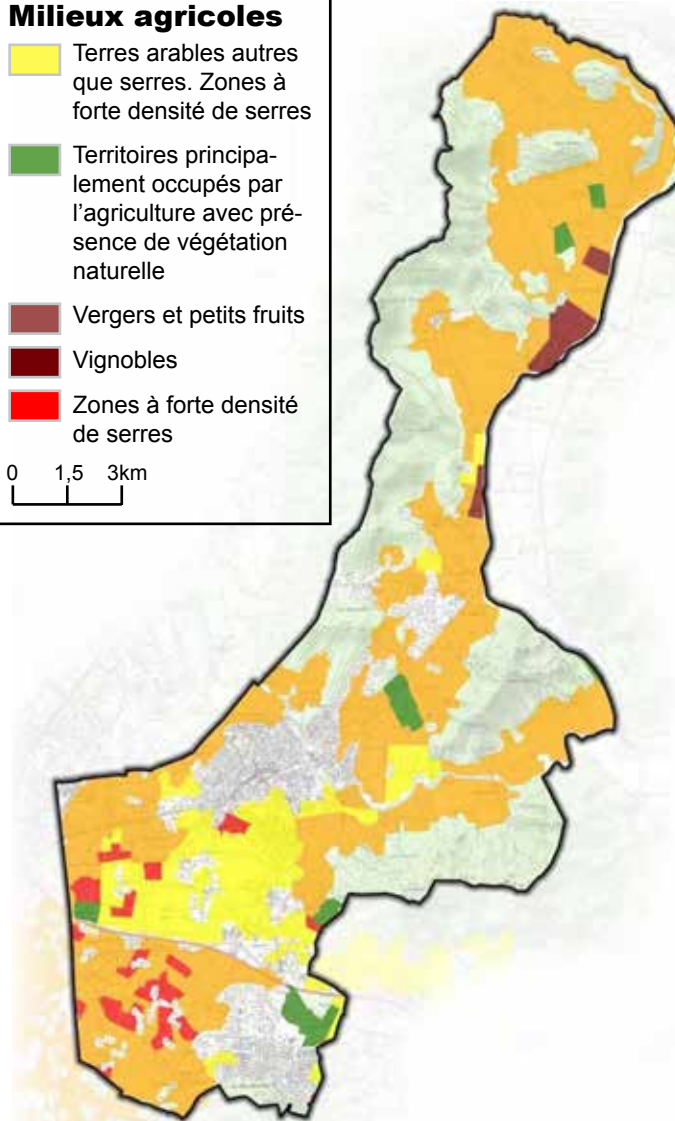 Milieux agricoles
Terres arables autres
que serres. Zones à
forte densité de serres
Territoires principa-
lement occupés par
l’agriculture avec pré-
sence de végétation
naturelle
Vergers et petits fruits
Vignobles
Zones à forte densité
de serres
0 1,5 3km